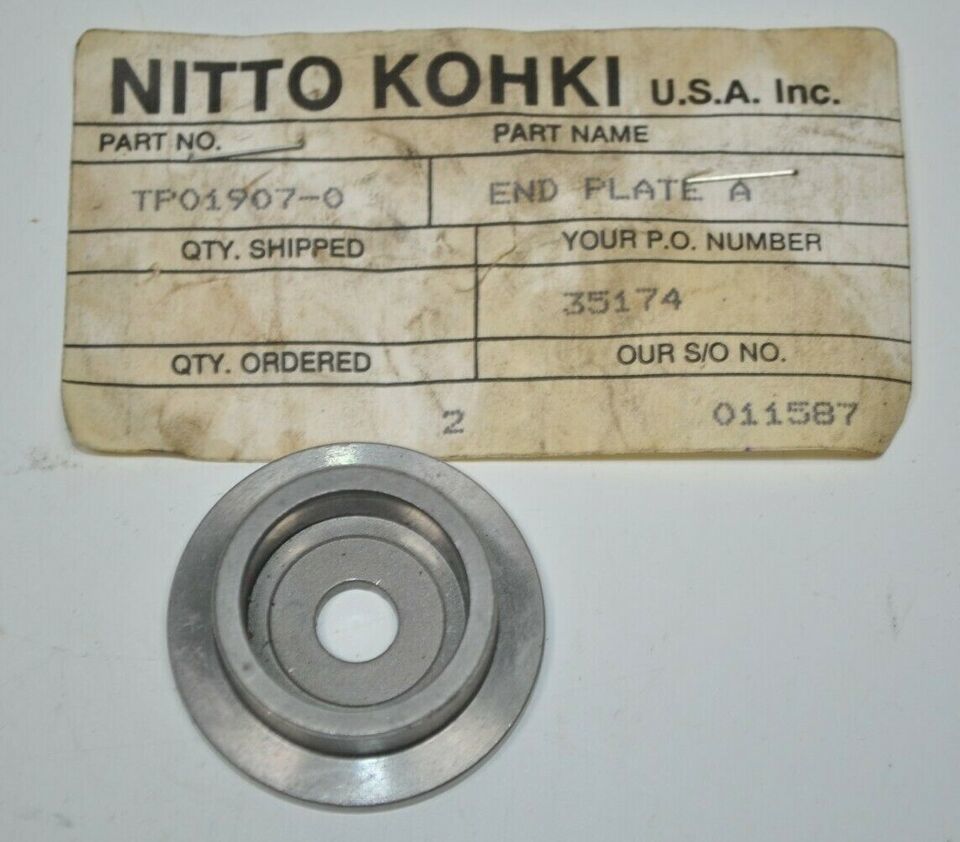 NITTO KOHKI U.S.A. Inc.
PART NO. PART NAME
TP01907-0 END PLATE A
QTY. SHIPPED YOUR P.O. NUMBER
35174
QTY. ORDERED OUR S/O NO.
2 011587